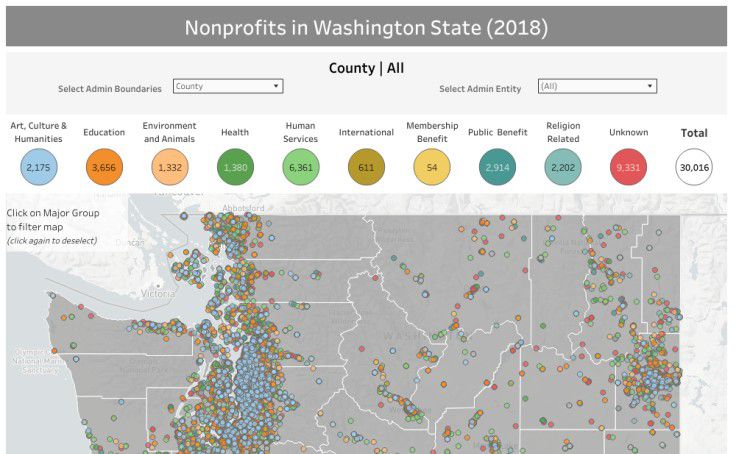 Nonprofits in Washington State (2018)
County | All
Select Admin Boundaries County Select Admin Entity (All)
Art, Culture & Humanities Education Environment and Animals Health Human Services International Membership Benefit Public Benefit Religion Related Unknown Total
2,175 3,656 1,332 1,380 6,361 611 54 2,914 2,202 9,331 30,016
Click on Major Group
to filter map
(click again to deselect)
Abbotsford
Duncan
Victoria